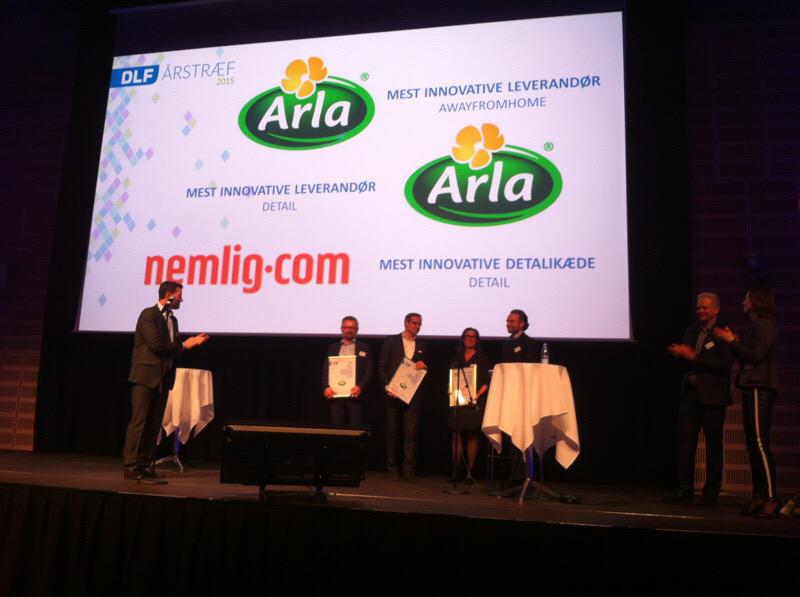 DLF ÅRSTRÆF
2015
Arla ®
MEST INNOVATIVE LEVERANDØR
AWAYFROMHOME
MEST INNOVATIVE LEVERANDØR
DETAIL
Arla ®
nemlig.com
MEST INNOVATIVE DETALIKÆDE
DETAIL
DLF